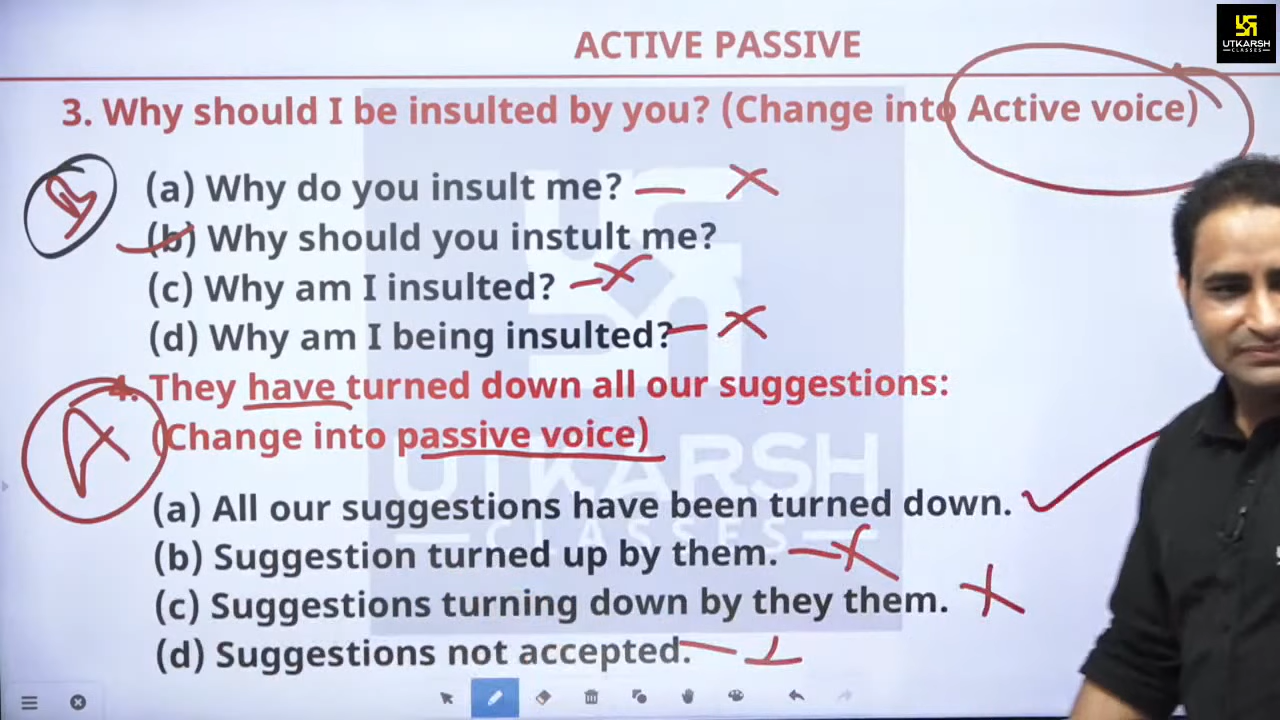 ACTIVE PASSIVE
UTKARSH
CLASSES
3. Why should I be insulted by you? (Change into Active voice)
(a) Why do you insult me?
B
(b) Why should you instult me?
(c) Why am I insulted?
(d) Why am I being insulted?
4. They have turned down all our suggestions:
A
(Change into passive voice)
UTKARSH
CLASSES
(a) All our suggestions have been turned down.
(b) Suggestion turned up by them.
(c) Suggestions turning down by they them.
(d) Suggestions not accepted.